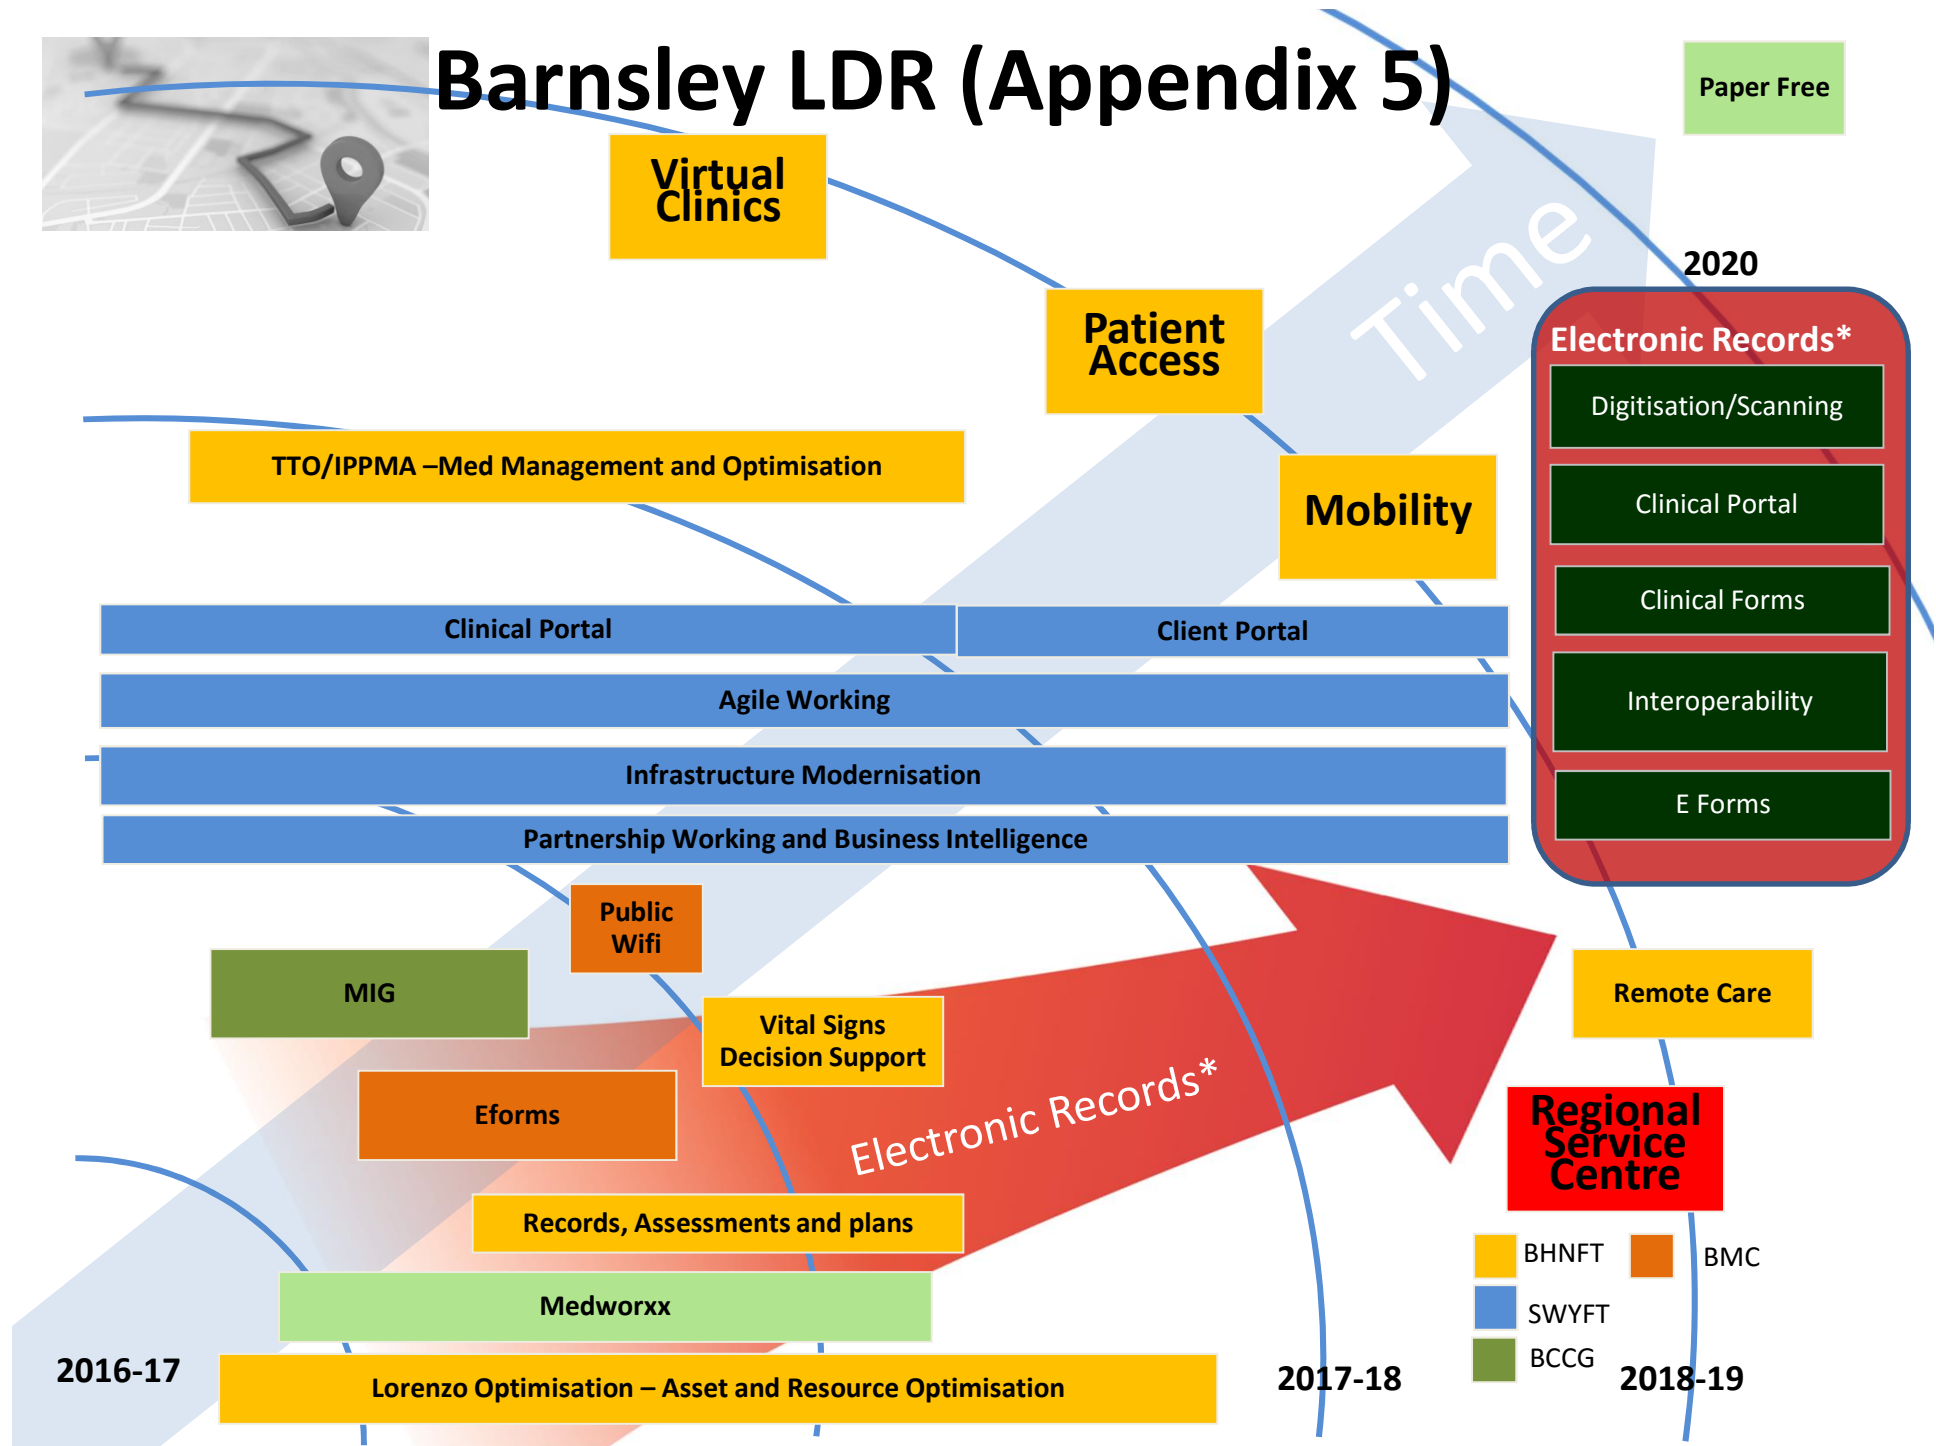 Barnsley LDR (Appendix 5)
Paper Free
Virtual
Clinics
Time
2020
Patient
Access
Electronic Records*
Digitisation/Scanning
TTO/IPPMA –Med Management and Optimisation
Mobility
Clinical Portal
Clinical Forms
Clinical Portal
Client Portal
Agile Working
Interoperability
Infrastructure Modernisation
E Forms
Partnership Working and Business Intelligence
Public
Wifi
MIG
Remote Care
Vital Signs
Decision Support
Eforms
Electronic Records*
Regional
Service
Centre
Records, Assessments and plans
BHNFT
BMC
Medworxx
SWYFT
BCCG
2016-17
Lorenzo Optimisation – Asset and Resource Optimisation
2017-18
2018-19